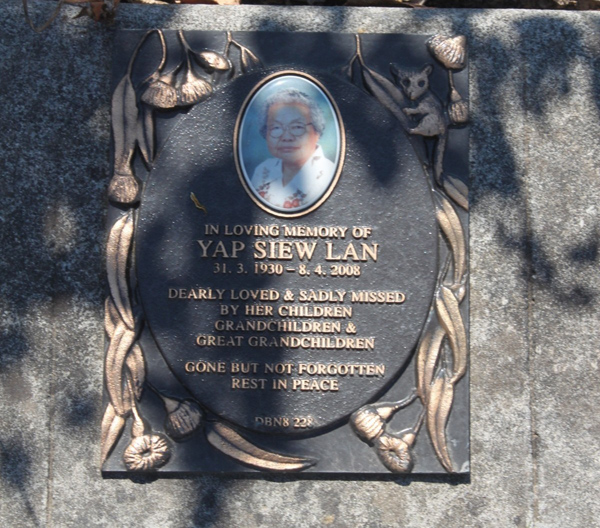 IN LOVING MEMORY OF
YAP SIEW LAN
31. 3. 1930 – 8. 4. 2008
DEARLY LOVED & SADLY MISSED
BY HER CHILDREN
GRANDCHILDREN &
GREAT GRANDCHILDREN
GONE BUT NOT FORGOTTEN
REST IN PEACE
DBN8 228